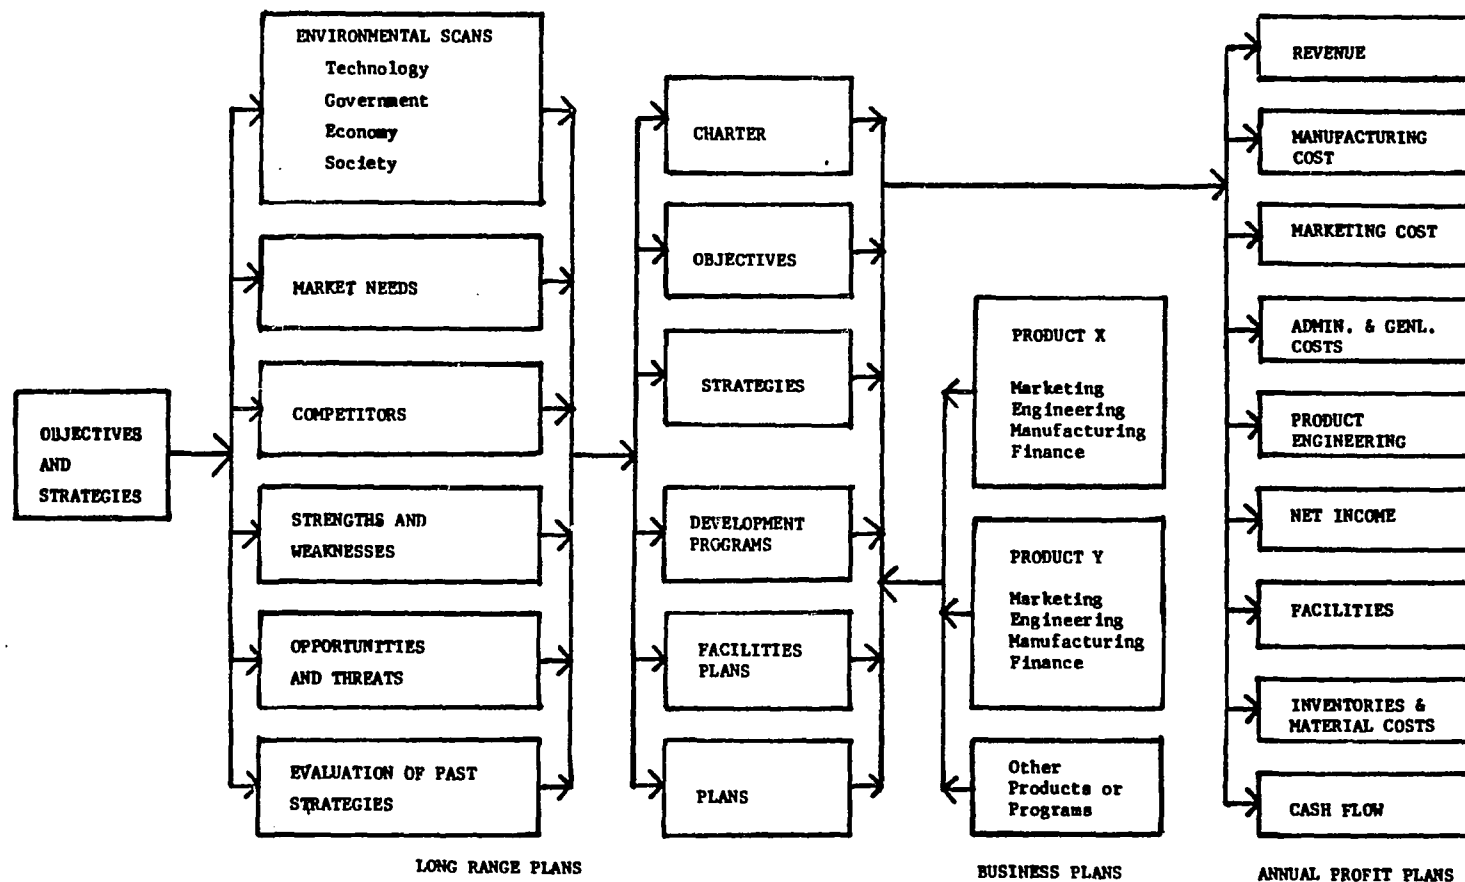 OBJECTIVES
AND
STRATEGIES
ENVIRONMENTAL SCANS
Technology
Government
Economy
Society
MARKET NEEDS
COMPETITORS
STRENGTHS AND
WEAKNESSES
OPPORTUNITIES
AND THREATS
EVALUATION OF PAST
STRATEGIES
LONG RANGE PLANS
CHARTER
OBJECTIVES
STRATEGIES
DEVELOPMENT
PROGRAMS
FACILITIES
PLANS
PLANS
PRODUCT X
Marketing
Engineering
Manufacturing
Finance
PRODUCT Y
Marketing
Engineering
Manufacturing
Finance
Other
Products or
Programs
BUSINESS PLANS
REVENUE
MANUFACTURING
COST
MARKETING COST
ADMIN. & GENL.
COSTS
PRODUCT
ENGINEERING
NET INCOME
FACILITIES
INVENTORIES &
MATERIAL COSTS
CASH FLOW
ANNUAL PROFIT PLANS